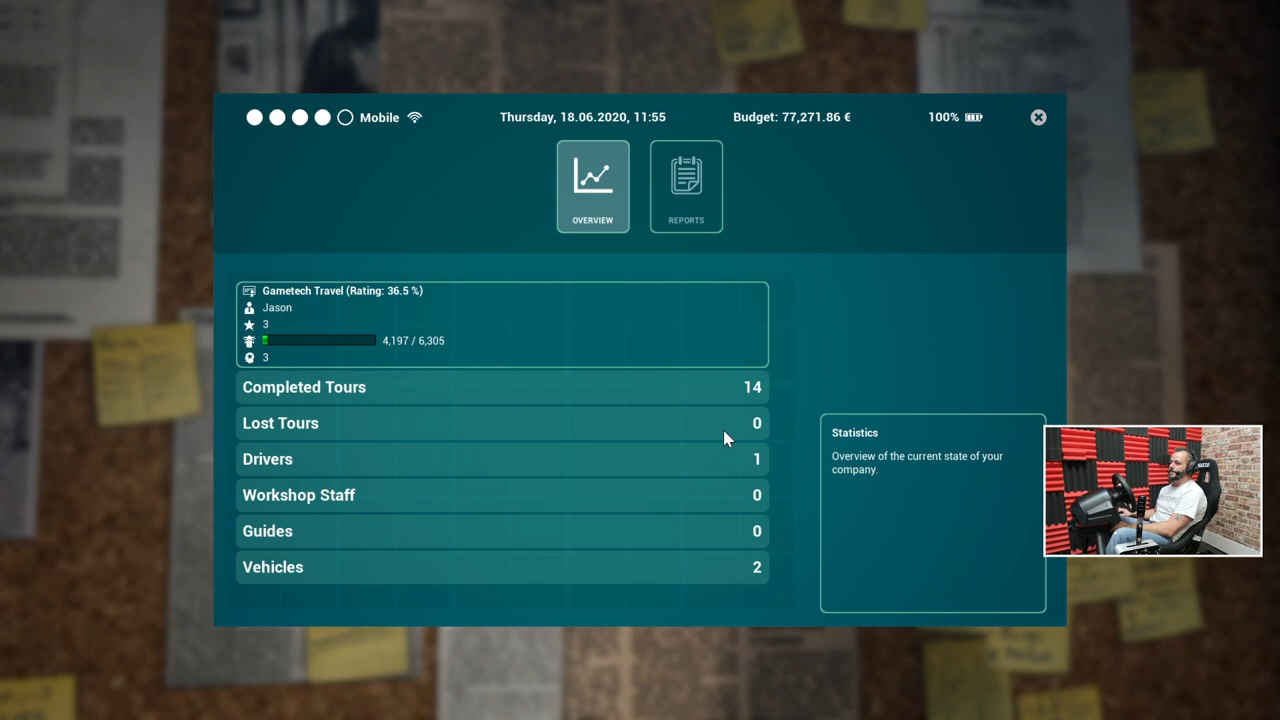 Mobile
Thursday, 18.06.2020, 11:55
Budget: 77,271.86 €
100%
OVERVIEW
REPORTS
Gametech Travel (Rating: 36.5 %)
Jason
3
4,197 / 6,305
3
Completed Tours 14
Lost Tours 0
Drivers 1
Workshop Staff 0
Guides 0
Vehicles 2
Statistics
Overview of the current state of your
company.